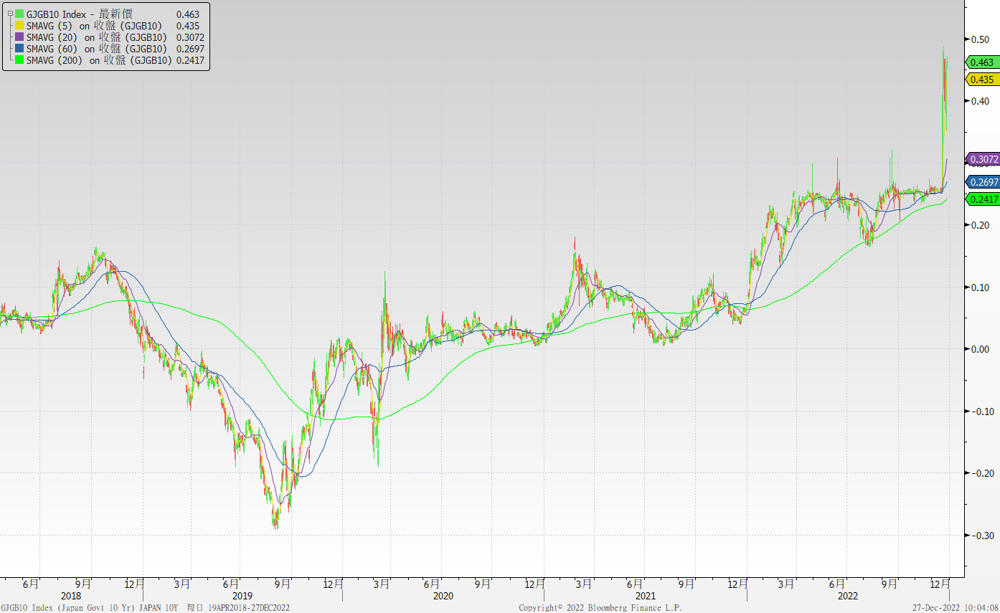 GJGB10 Index - 最新價 0.463
SMAVG (5) on 收盤 (GJGB10) 0.435
SMAVG (20) on 收盤 (GJGB10) 0.3072
SMAVG (60) on 收盤 (GJGB10) 0.2697
SMAVG (200) on 收盤 (GJGB10) 0.2417
0.50
0.463
0.435
0.40
0.3072
0.2697
0.2417
0.20
0.10
0.00
-0.10
-0.20
-0.30
6月 9月 12月 3月 6月 9月 12月 3月 6月 9月 12月 3月 6月 9月 12月 3月 6月 9月 12月
2018 2019 2020 2021 2022
GJGB10 Index (Japan Govt 10 Yr) JAPAN 10Y 每日 19APR2018-27DEC2022 Copyright© 2022 Bloomberg Finance L.P. 27-Dec-2022 10:04:08